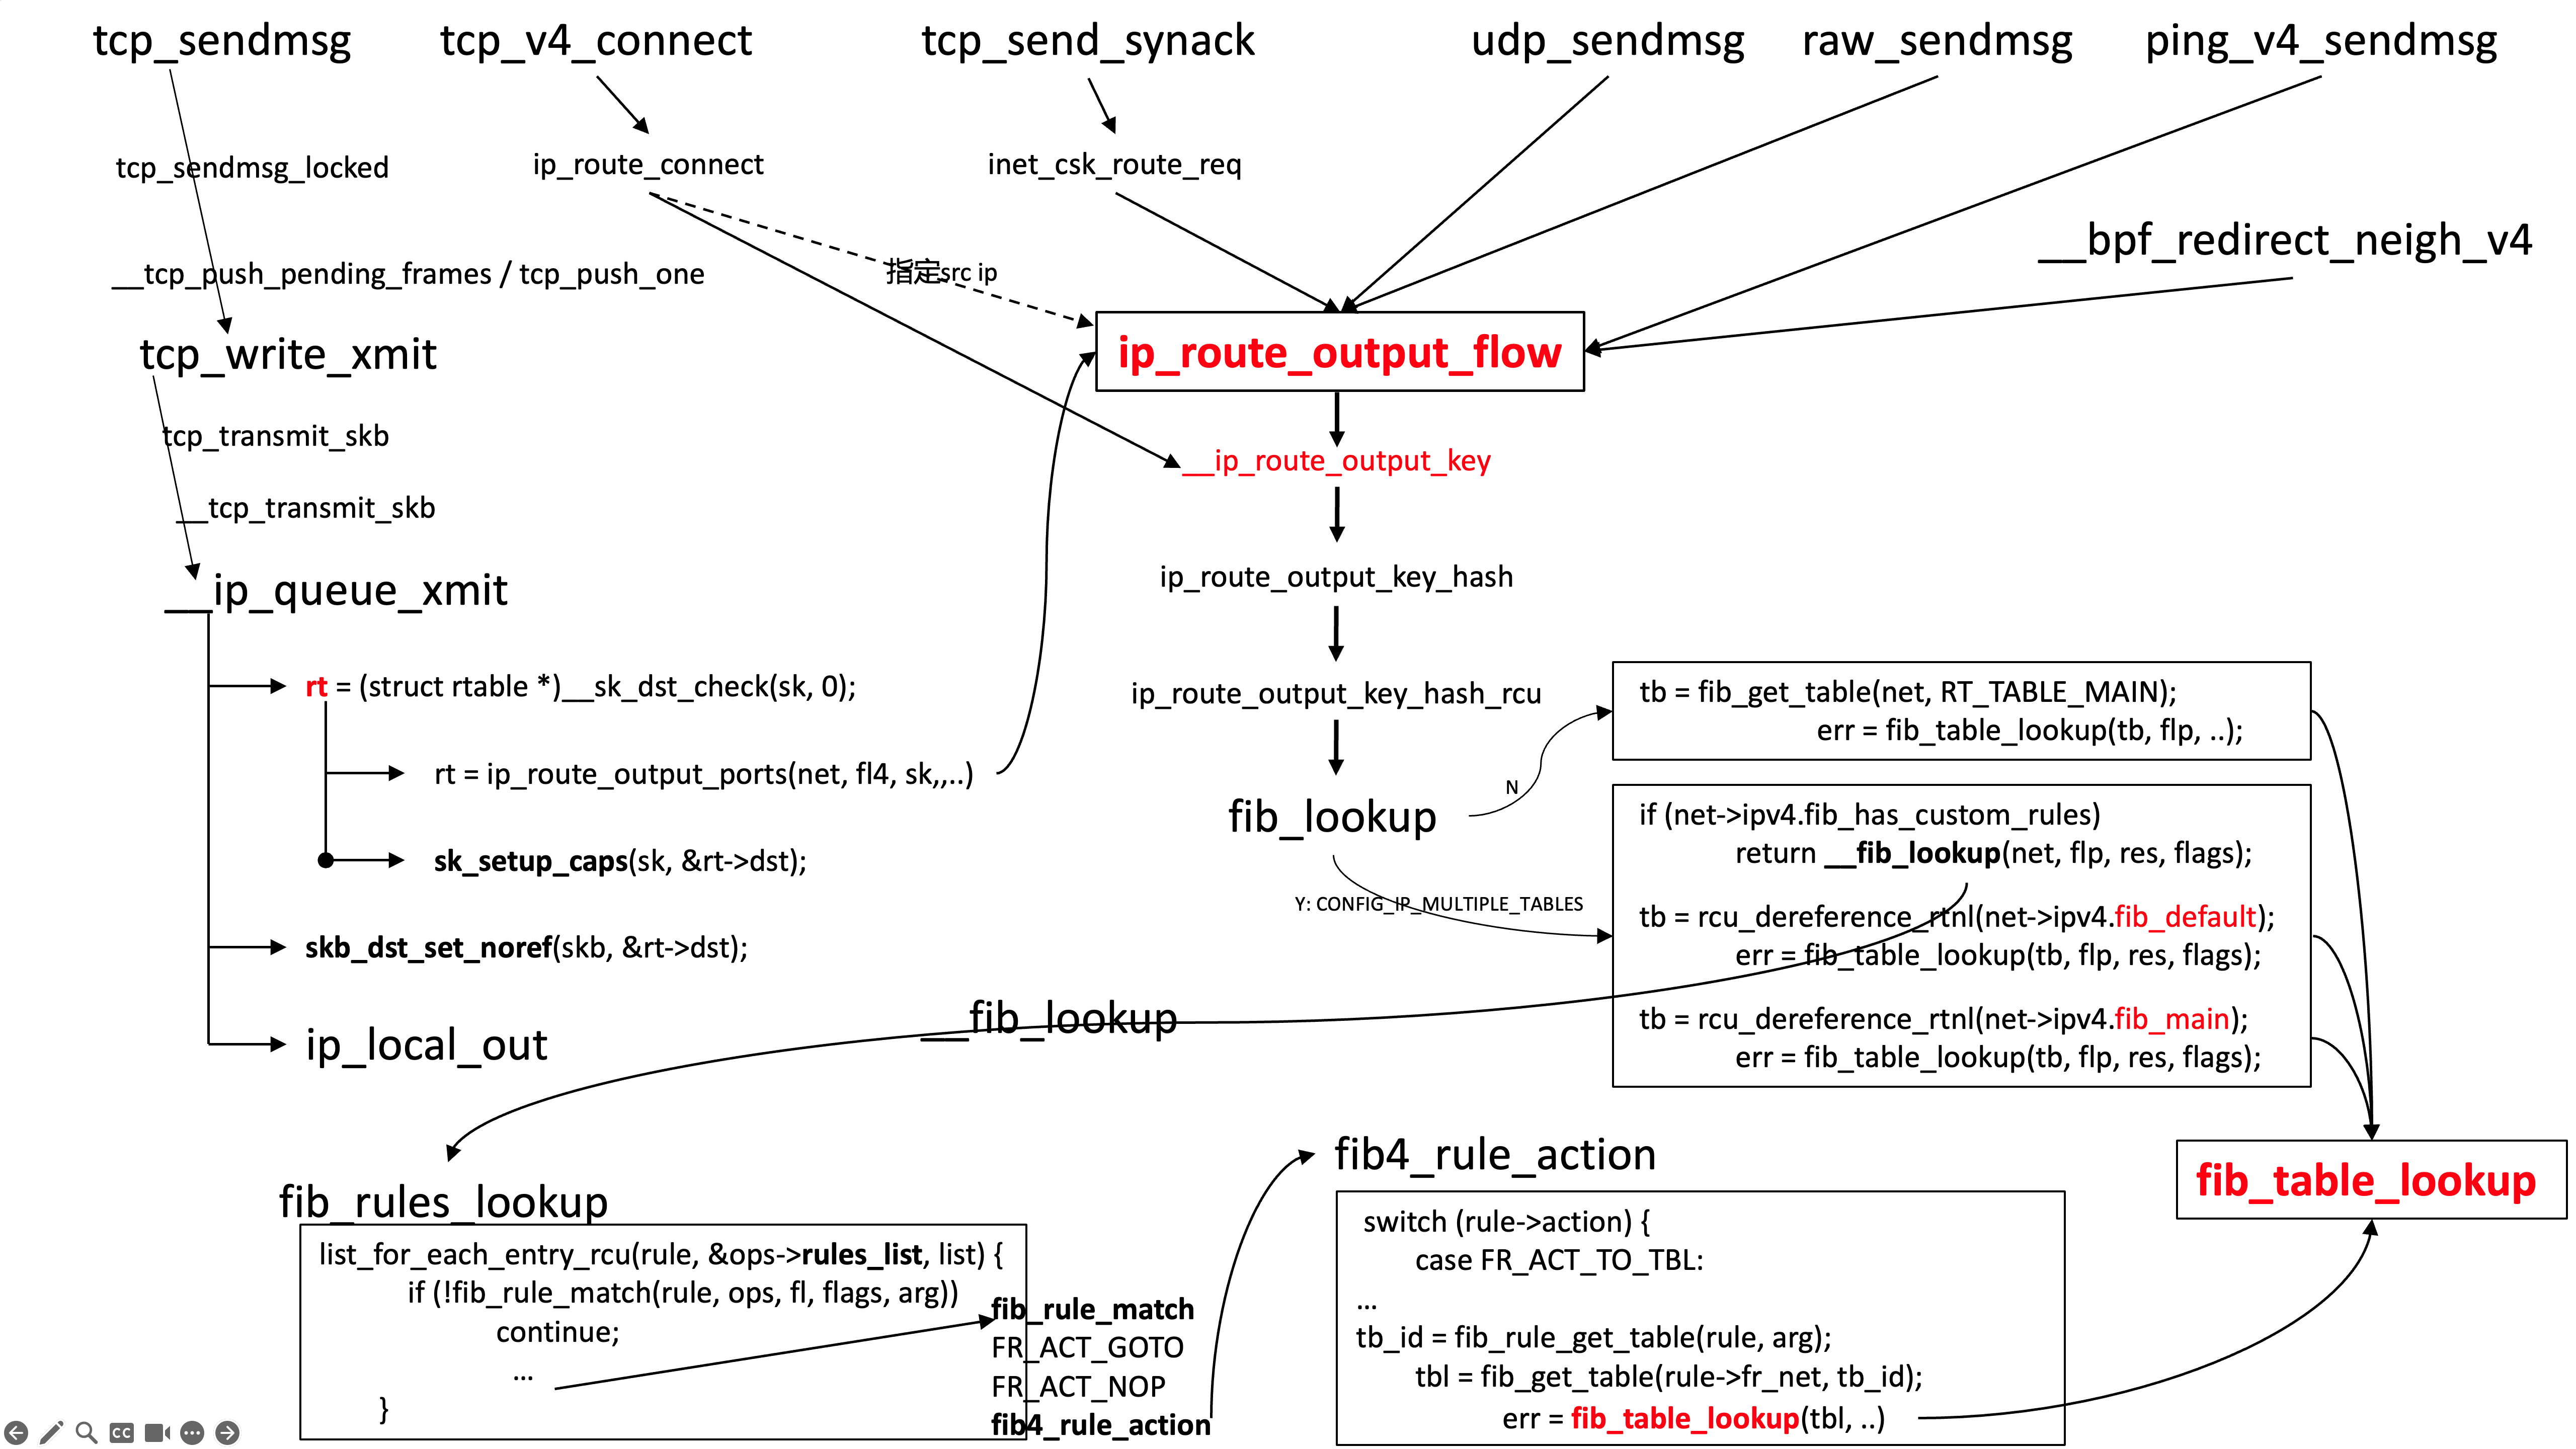 tcp_sendmsg
tcp_v4_connect
tcp_send_synack
udp_sendmsg
raw_sendmsg
ping_v4_sendmsg
tcp_sendmsg_locked
ip_route_connect
inet_csk_route_req
__bpf_redirect_neigh_v4
__tcp_push_pending_frames / tcp_push_one
指定src ip
tcp_write_xmit
ip_route_output_flow
tcp_transmit_skb
__ip_route_output_key
__tcp_transmit_skb
__ip_queue_xmit
ip_route_output_key_hash
rt = (struct rtable *)__sk_dst_check(sk, 0);
ip_route_output_key_hash_rcu
tb = fib_get_table(net, RT_TABLE_MAIN);
err = fib_table_lookup(tb, flp, ..);
rt = ip_route_output_ports(net, fl4, sk,,..)
N
fib_lookup
if (net->ipv4.fib_has_custom_rules)
return __fib_lookup(net, flp, res, flags);
sk_setup_caps(sk, &rt->dst);
Y: CONFIG_IP_MULTIPLE_TABLES
tb = rcu_dereference_rtnl(net->ipv4.fib_default);
err = fib_table_lookup(tb, flp, res, flags);
skb_dst_set_noref(skb, &rt->dst);
__fib_lookup
tb = rcu_dereference_rtnl(net->ipv4.fib_main);
err = fib_table_lookup(tb, flp, res, flags);
ip_local_out
fib4_rule_action
fib_table_lookup
fib_rules_lookup
list_for_each_entry_rcu(rule, &ops->rules_list, list) {
if (!fib_rule_match(rule, ops, fl, flags, arg))
continue;
...
}
fib_rule_match
FR_ACT_GOTO
FR_ACT_NOP
fib4_rule_action
switch (rule->action) {
case FR_ACT_TO_TBL:
...
tb_id = fib_rule_get_table(rule, arg);
tbl = fib_get_table(rule->fr_net, tb_id);
err = fib_table_lookup(tbl, ..)
CC